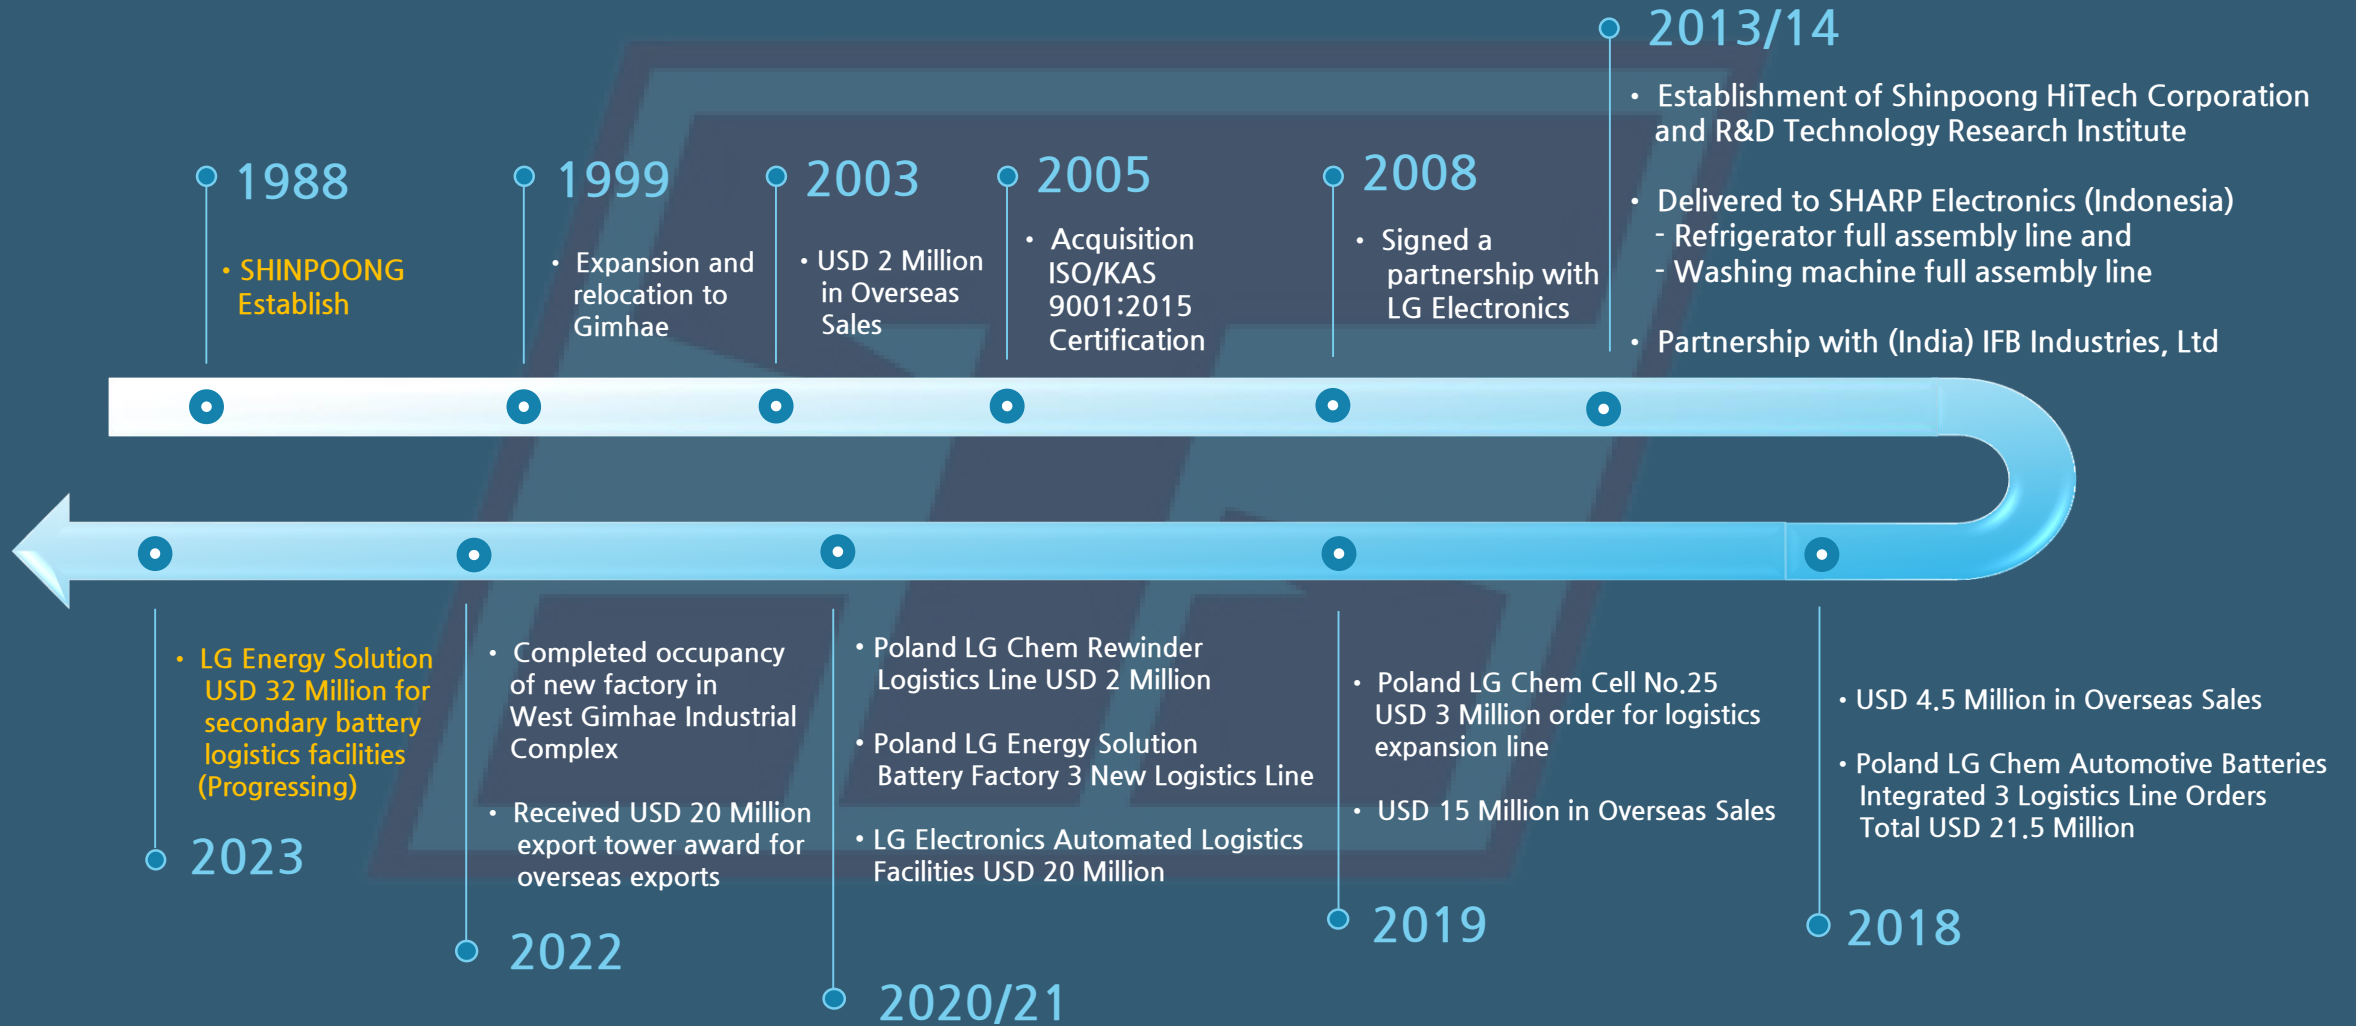 1988
• SHINPOONG
Establish
1999
• Expansion and
relocation to
Gimhae
2003
• USD 2 Million
in Overseas
Sales
2005
• Acquisition
ISO/KAS
9001:2015
Certification
2008
• Signed a
partnership with
LG Electronics
2013/14
• Establishment of Shinpoong HiTech Corporation
and R&D Technology Research Institute
• Delivered to SHARP Electronics (Indonesia)
- Refrigerator full assembly line and
- Washing machine full assembly line
• Partnership with (India) IFB Industries, Ltd
• USD 4.5 Million in Overseas Sales
• Poland LG Chem Automotive Batteries
Integrated 3 Logistics Line Orders
Total USD 21.5 Million
2018
• Poland LG Chem Cell No.25
USD 3 Million order for logistics
expansion line
• USD 15 Million in Overseas Sales
2019
• Poland LG Chem Rewinder
Logistics Line USD 2 Million
• Poland LG Energy Solution
Battery Factory 3 New Logistics Line
• LG Electronics Automated Logistics
Facilities USD 20 Million
2020/21
• Completed occupancy
of new factory in
West Gimhae Industrial
Complex
• Received USD 20 Million
export tower award for
overseas exports
2022
• LG Energy Solution
USD 32 Million for
secondary battery
logistics facilities
(Progressing)
2023